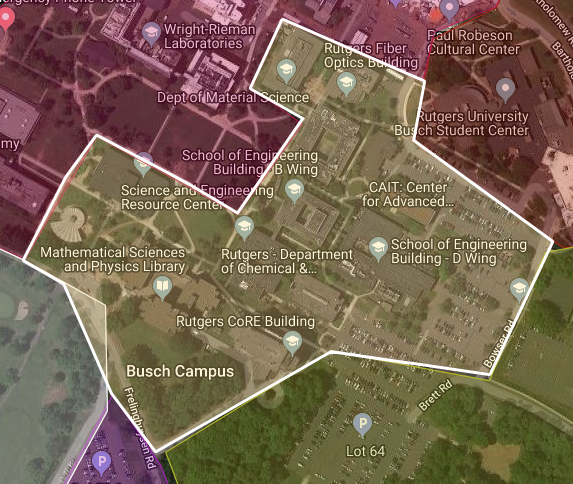 ergency Phone Tower
Wright-Rieman
Laboratories
Rutgers Fiber
Optics Building
Paul Robeson
Cultural Center
Bartholomew R
Barthol
Dept of Material Science
Rutgers University
Busch Student Center
my
School of Engineering
Building - B Wing
Science and Engineering
Resource Center
CAIT: Center
for Advanced...
Mathematical Sciences
and Physics Library
Rutgers - Department
of Chemical &...
School of Engineering
Building - D Wing
Rutgers CoRE Building
Bowser Rd
Busch Campus
Brett Rd
Frelinghuysen Rd
P
P
Lot 64